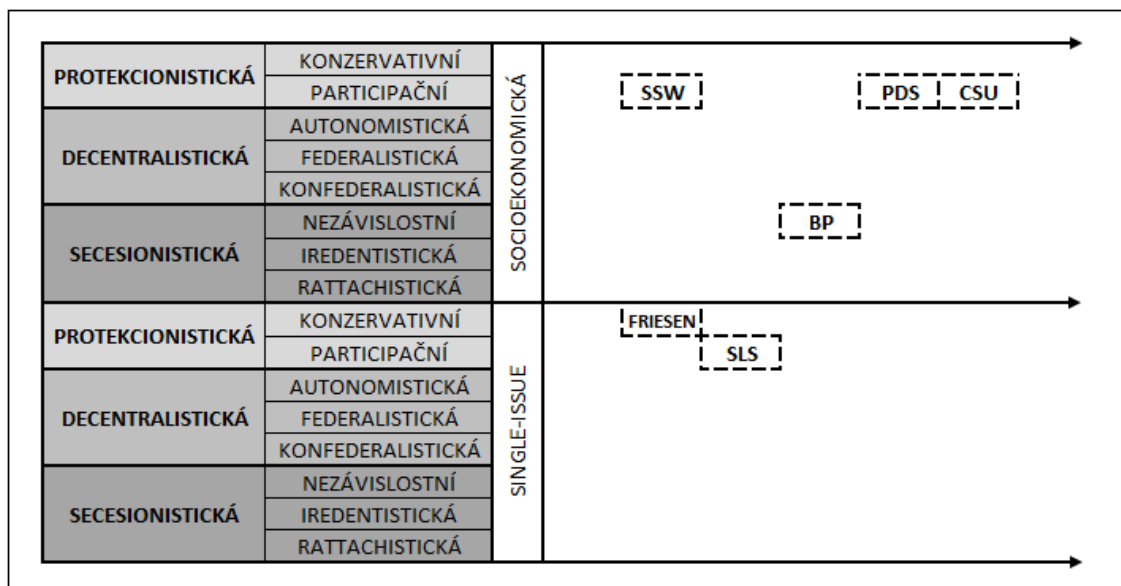 PROTEKCIONISTICKÁ
KONZERVATIVNÍ
PARTICIPAČNÍ
DECENTRALISTICKÁ
AUTONOMISTICKÁ
FEDERALISTICKÁ
KONFEDERALISTICKÁ
SECESIONISTICKÁ
NEZÁVISLOSTNÍ
IREDENTISTICKÁ
RATTACHISTICKÁ
SOCIOEKONOMICKÁ
SSW
PDS
CSU
BP
PROTEKCIONISTICKÁ
KONZERVATIVNÍ
PARTICIPAČNÍ
DECENTRALISTICKÁ
AUTONOMISTICKÁ
FEDERALISTICKÁ
KONFEDERALISTICKÁ
SECESIONISTICKÁ
NEZÁVISLOSTNÍ
IREDENTISTICKÁ
RATTACHISTICKÁ
SINGLE-ISSUE
FRIESEN
SLS